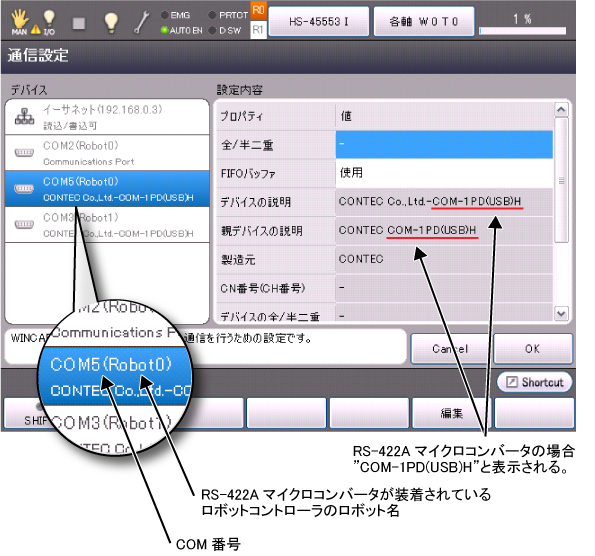 MAN
I/O
EMG
AUTO EN
PRTCT
D SW
R0
R1
HS-45553 I
各軸 W 0 T 0
1 %
通信設定
デバイス
設定内容
イーサネット(192.168.0.3)
読込/書込可
COM2(Robot0)
Communications Port
COM5(Robot0)
CONTEC Co.,Ltd.-COM-1PD(USB)H
COM3(Robot1)
CONTEC Co.,Ltd.-COM-1PD(USB)H
プロパティ 値
全/半二重 -
FIFOバッファ 使用
デバイスの説明 CONTEC Co.,Ltd.-COM-1PD(USB)H
親デバイスの説明 CONTEC COM-1PD(USB)H
製造元 CONTEC
CN番号(CH番号) -
デバイスの全/半二重 -
WINCA
通信を行うための設定です。
Cancel
OK
Shortcut
SHIF
編集
M2(Robo
Communications P
COM5(Robot0)
CONTEC Co.,Ltd.-CO
COM3(Robot1)
NTEC Co.,L
RS-422A マイクロコンバータの場合
”COM-1PD(USB)H”と表示される。
RS-422A マイクロコンバータが装着されている
ロボットコントローラのロボット名
COM 番号